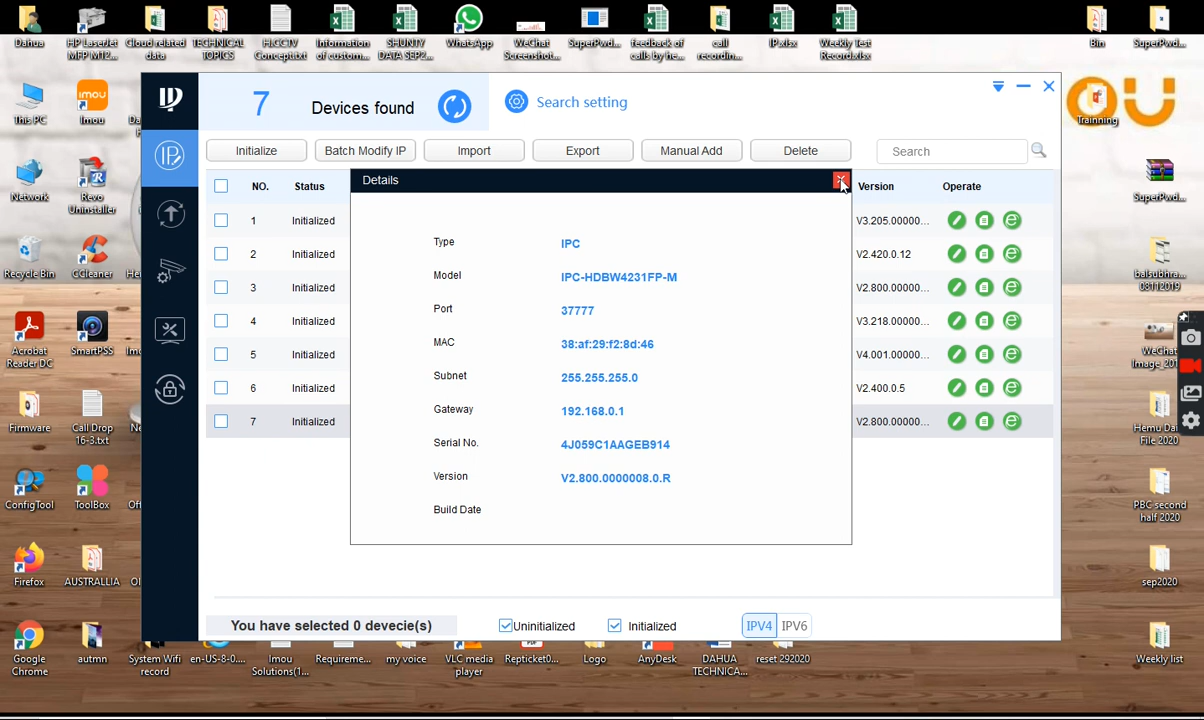 Dahua
HP LaserJet MFP M12...
Cloud related data
TECHNICAL TOPICS
Information of custom...
SHUNTY DATA SEP2...
WhatsApp
WeChat Screenshot...
SuperPwd...
feedback of calls by he...
call recordin...
IP.xlsx
Weekly Test Record.xlsx
Bin
SuperPwd...
7
Devices found
Search setting
This PC
Imou
Trainning
Initialize
Batch Modify IP
Import
Export
Manual Add
Delete
Search
NO.
Status
Details
Version
Operate
Network
Revo Uninstaller
SuperPwd...
1
Initialized
V3.205.00000...
2
Initialized
V2.420.0.12
3
Initialized
V2.800.00000...
4
Initialized
V3.218.00000...
5
Initialized
V4.001.00000...
6
Initialized
V2.400.0.5
7
Initialized
V2.800.00000...
Type
IPC
Model
IPC-HDBW4231FP-M
Port
37777
MAC
38:af:29:f2:8d:46
Subnet
255.255.255.0
Gateway
192.168.0.1
Serial No.
4J059C1AAGEB914
Version
V2.800.0000008.0.R
Build Date
Recycle Bin
CCleaner
balsubhra... 03112019
Acrobat Reader DC
SmartPSS
WeChat Image_201...
Firmware
Call Drop 16-3.txt
Hemu Dai... File 2020
ConfigTool
ToolBox
PBC second half 2020
Firefox
AUSTRALLIA
sep2020
You have selected 0 devecie(s)
Uninitialized
Initialized
IPV4
IPV6
Google Chrome
autmn
System Wifi record
en-US-8-0....
Imou Solutions(1...
Requireme...
my voice
VLC media player
Repticket0...
Logo
AnyDesk
DAHUA TECHNICA...
reset 292020
Weekly list